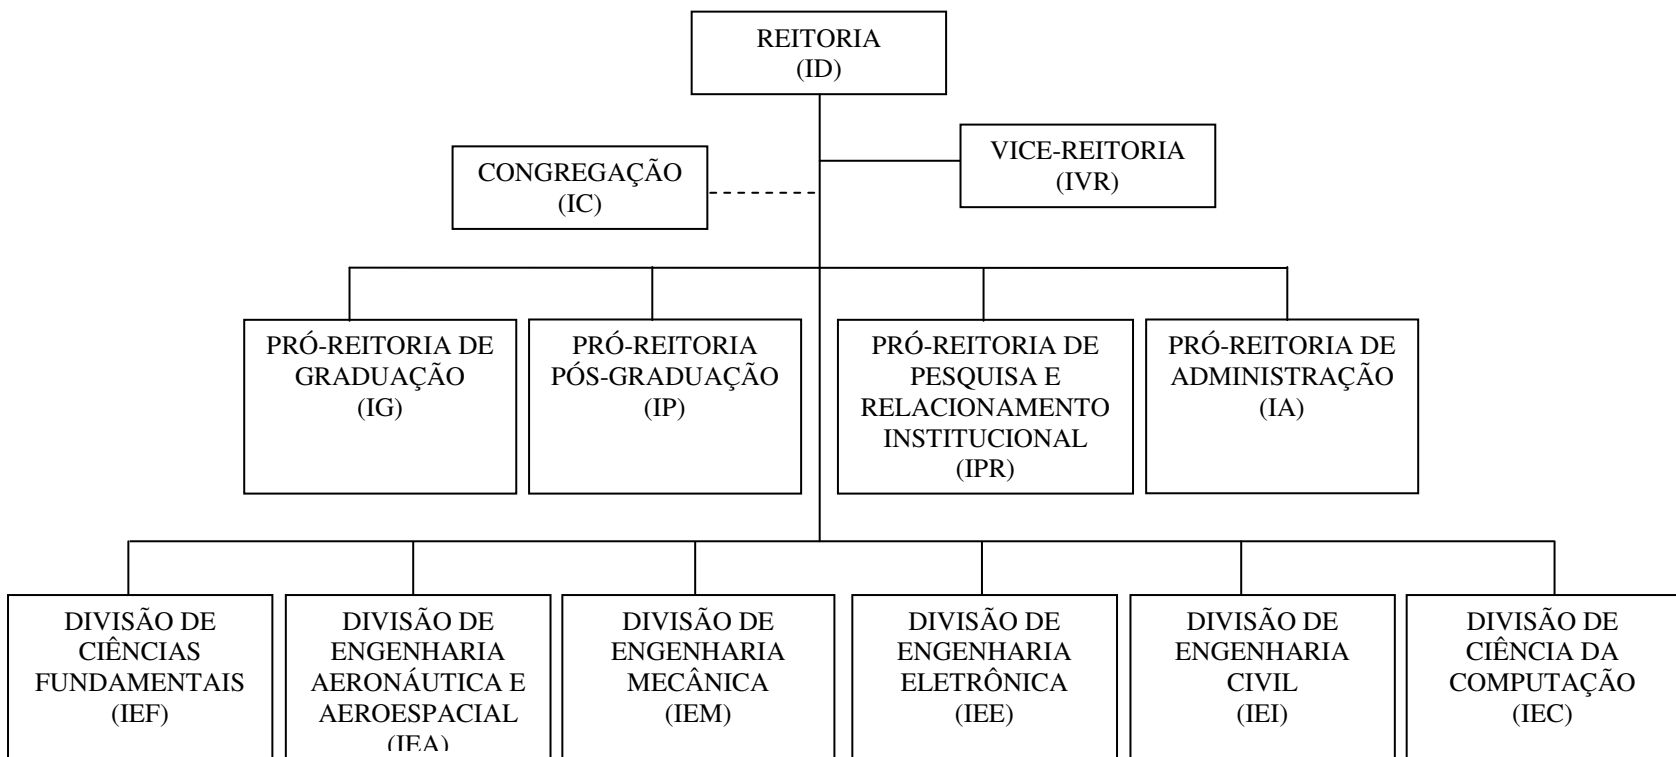 REITORIA
(ID)
VICE-REITORIA
(IVR)
CONGREGAÇÃO
(IC)
PRÓ-REITORIA DE
GRADUAÇÃO
(IG)
PRÓ-REITORIA
PÓS-GRADUAÇÃO
(IP)
PRÓ-REITORIA DE
PESQUISA E
RELACIONAMENTO
INSTITUCIONAL
(IPR)
PRÓ-REITORIA DE
ADMINISTRAÇÃO
(IA)
DIVISÃO DE
CIÊNCIAS
FUNDAMENTAIS
(IEF)
DIVISÃO DE
ENGENHARIA
AERONÁUTICA E
AEROESPACIAL
(IEA)
DIVISÃO DE
ENGENHARIA
MECÂNICA
(IEM)
DIVISÃO DE
ENGENHARIA
ELETRÔNICA
(IEE)
DIVISÃO DE
ENGENHARIA
CIVIL
(IEI)
DIVISÃO DE
CIÊNCIA DA
COMPUTAÇÃO
(IEC)